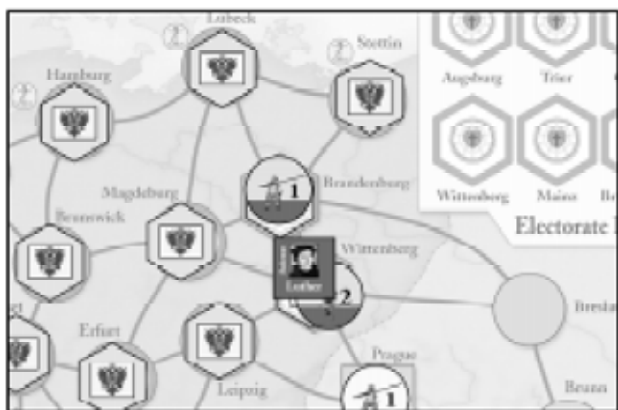 Lübeck
Stettin
Hamburg
Augsburg
Trier
Magdeburg
Brandenburg
1
Wittenberg
Mainz
Brunswick
Electorate
Wittenberg
Luther
2
Erfurt
Prague
Leipzig
1
Brunn